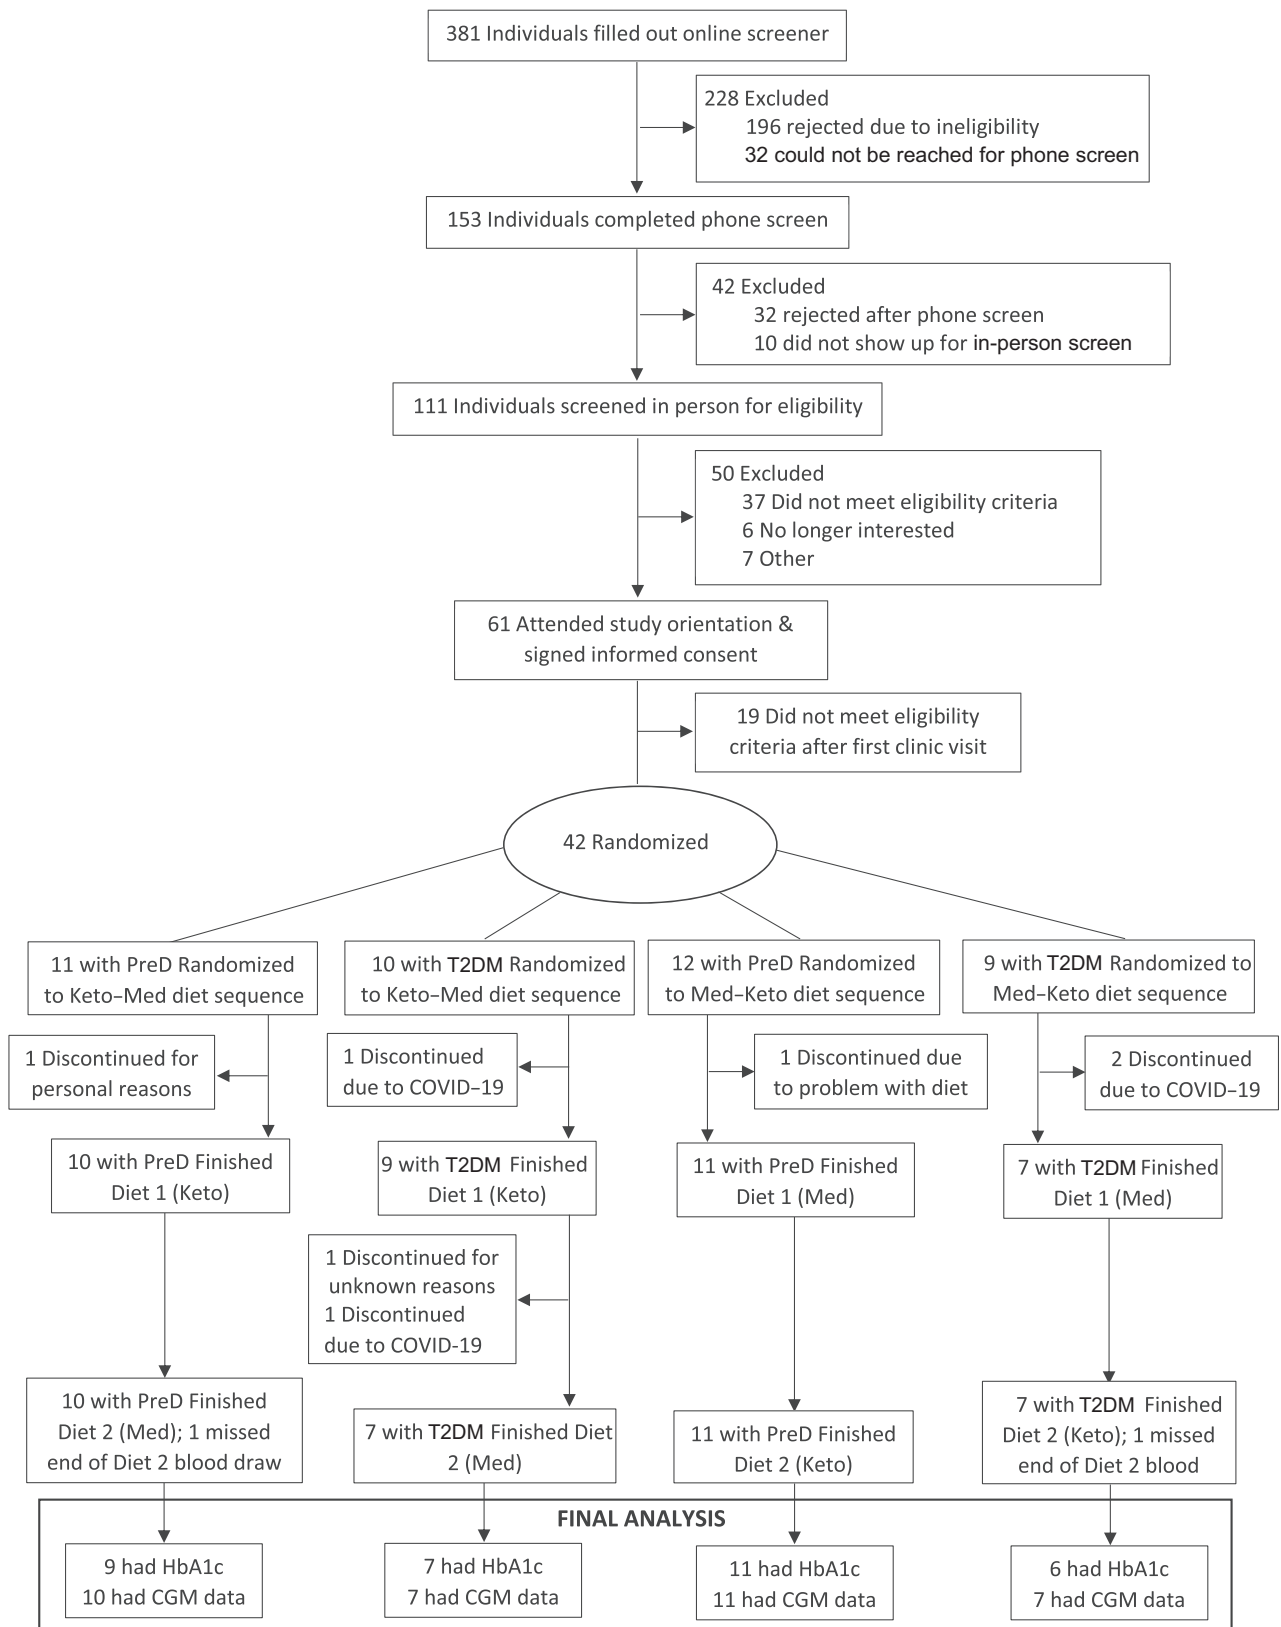 381 Individuals filled out online screener
228 Excluded
196 rejected due to ineligibility
32 could not be reached for phone screen
153 Individuals completed phone screen
42 Excluded
32 rejected after phone screen
10 did not show up for in-person screen
111 Individuals screened in person for eligibility
50 Excluded
37 Did not meet eligibility criteria
6 No longer interested
7 Other
61 Attended study orientation &
signed informed consent
19 Did not meet eligibility
criteria after first clinic visit
42 Randomized
11 with PreD Randomized
to Keto–Med diet sequence
10 with T2DM Randomized
to Keto–Med diet sequence
12 with PreD Randomized
to Med–Keto diet sequence
9 with T2DM Randomized to
Med–Keto diet sequence
1 Discontinued for
personal reasons
1 Discontinued
due to COVID–19
1 Discontinued due
to problem with diet
2 Discontinued
due to COVID–19
10 with PreD Finished
Diet 1 (Keto)
9 with T2DM Finished
Diet 1 (Keto)
11 with PreD Finished
Diet 1 (Med)
7 with T2DM Finished
Diet 1 (Med)
1 Discontinued for
unknown reasons
1 Discontinued
due to COVID-19
10 with PreD Finished
Diet 2 (Med); 1 missed
end of Diet 2 blood draw
7 with T2DM Finished Diet
2 (Med)
11 with PreD Finished
Diet 2 (Keto)
7 with T2DM Finished
Diet 2 (Keto); 1 missed
end of Diet 2 blood
FINAL ANALYSIS
9 had HbA1c
10 had CGM data
7 had HbA1c
7 had CGM data
11 had HbA1c
11 had CGM data
6 had HbA1c
7 had CGM data